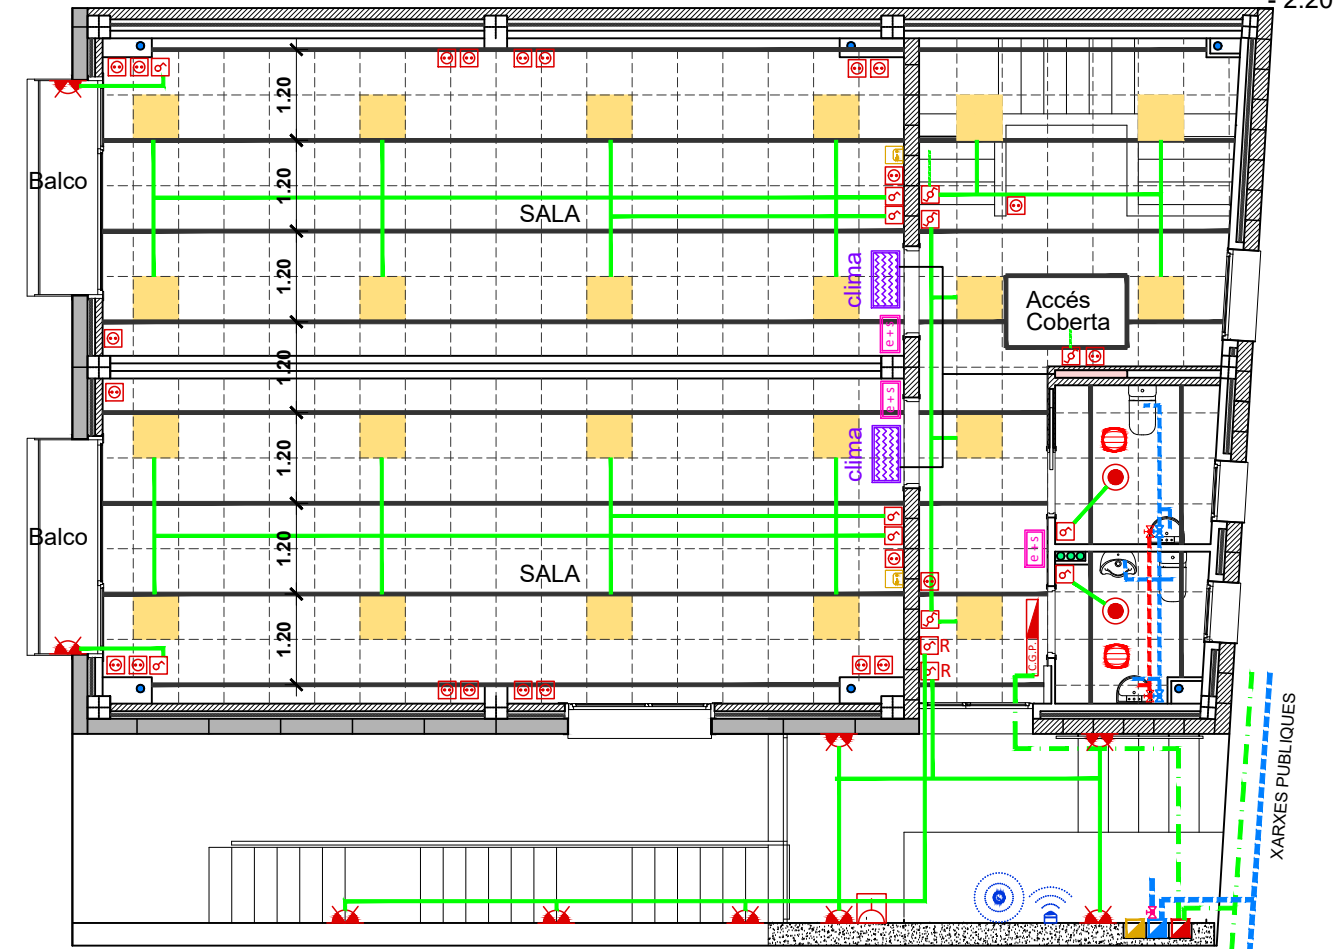 - 2.20
1.20
Balco
1.20
SALA
clima
1.20
Accés
Coberta
e+s
1.20
e+s
clima
1.20
Balco
1.20
e+s
SALA
1.20
R
C.G.P.
R
XARXES PUBLIQUES